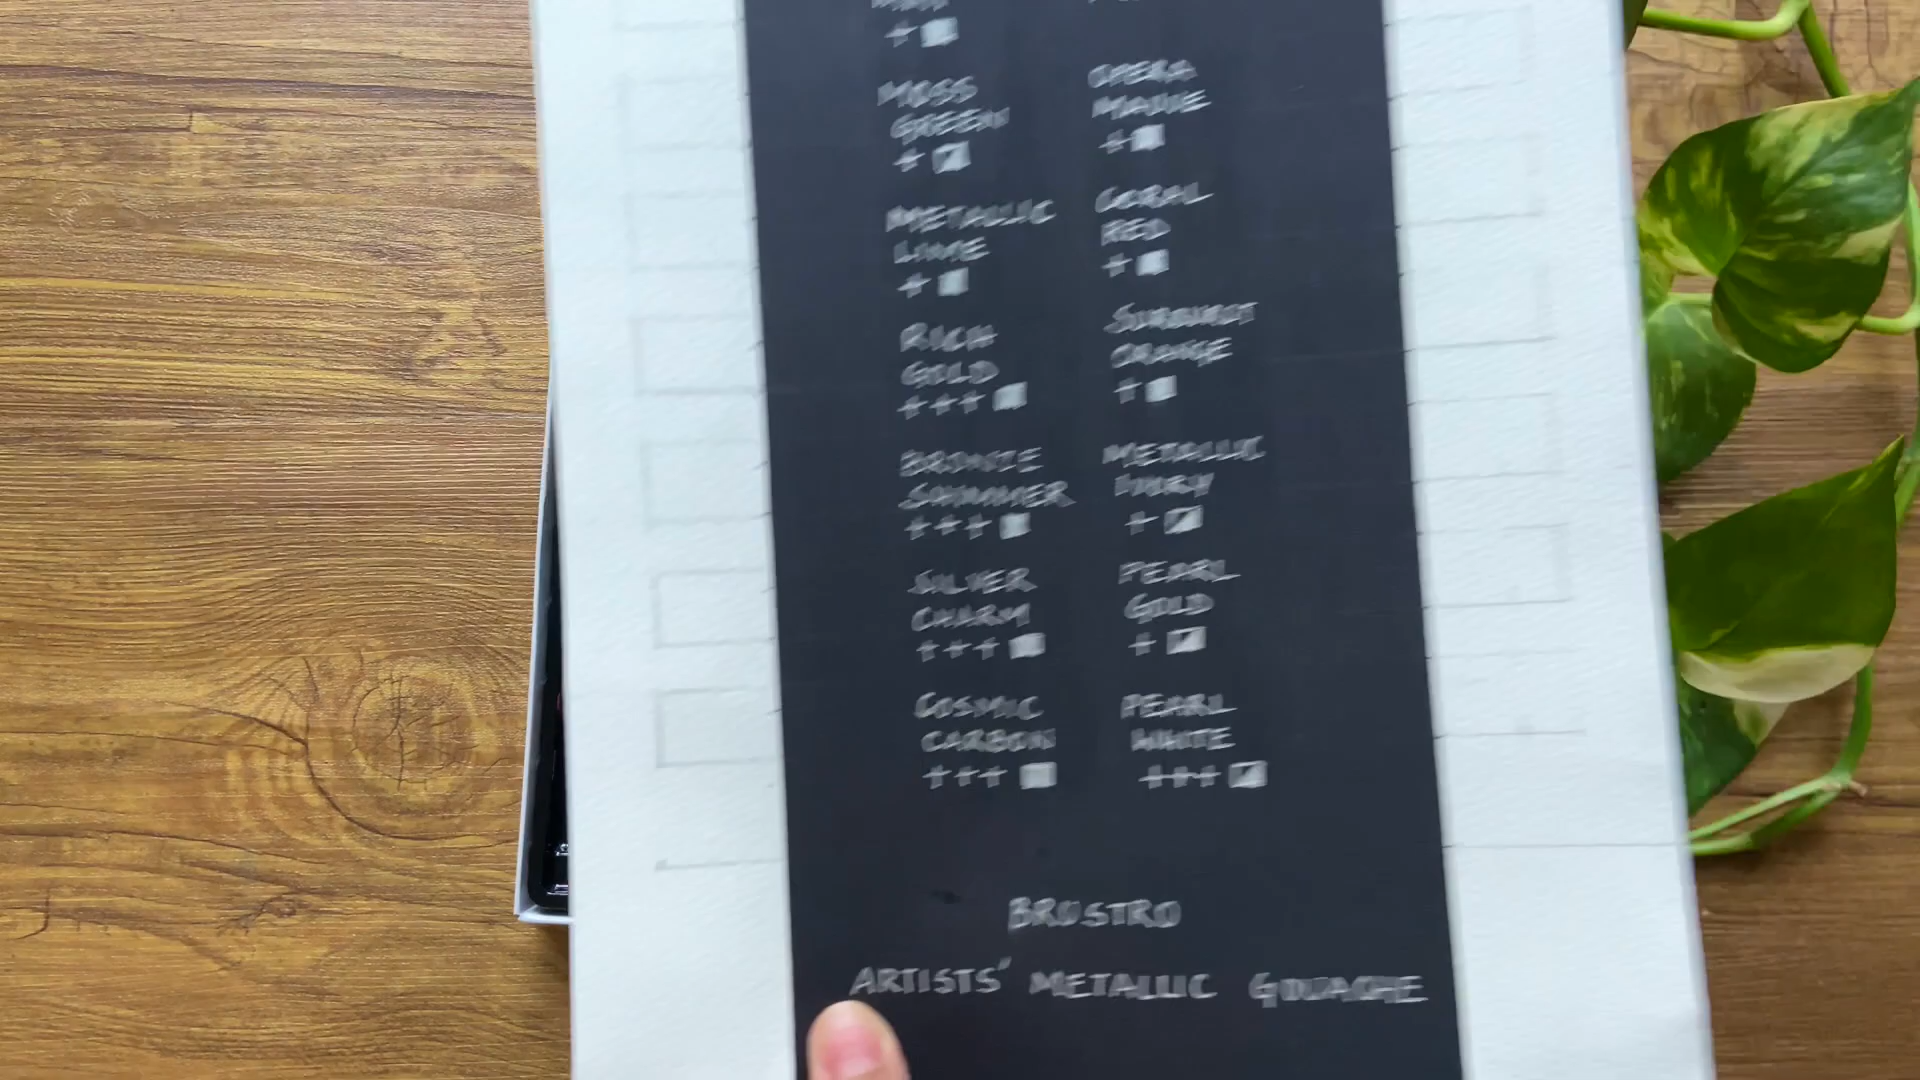 MOSS
GREEN
+
METALLIC
LIME
+
RICH
GOLD
+++
BRONZE
SHIMMER
+++
SILVER
CHARM
+++
COSMIC
CARBON
+++
OPERA
MAUVE
+
CORAL
RED
+
SUNBURST
ORANGE
+
METALLIC
IVORY
+
PEARL
GOLD
+
PEARL
WHITE
+++
BRUSTRO
ARTISTS' METALLIC GOUACHE